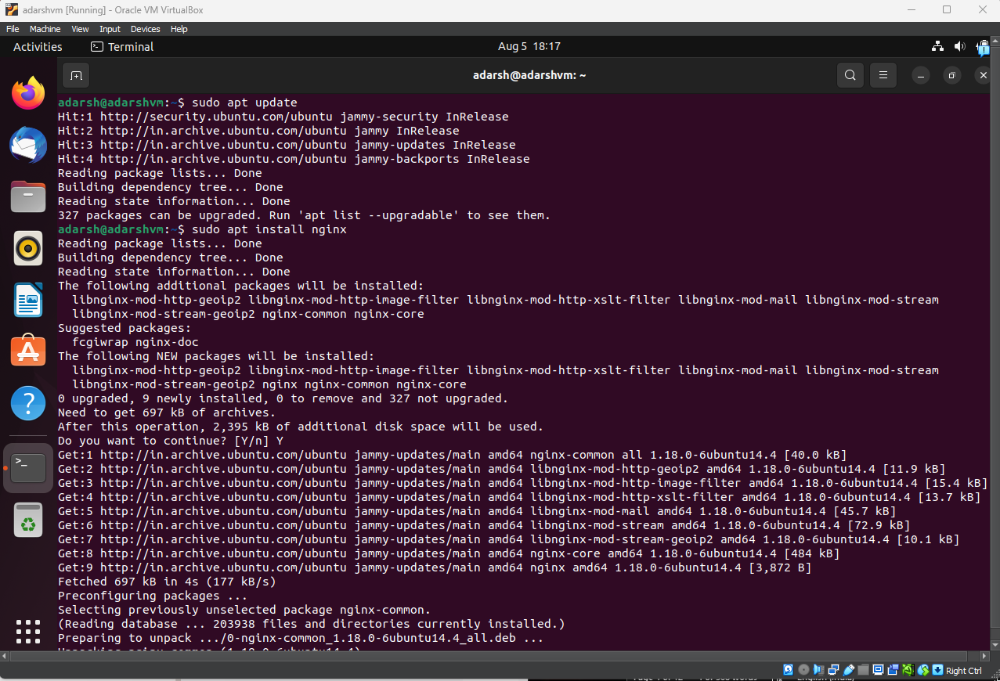 adarshvm [Running] - Oracle VM VirtualBox
File Machine View Input Devices Help
Activities Terminal Aug 5 18:17
adarsh@adarshvm: ~
adarsh@adarshvm:~$ sudo apt update
Hit:1 http://security.ubuntu.com/ubuntu jammy-security InRelease
Hit:2 http://in.archive.ubuntu.com/ubuntu jammy InRelease
Hit:3 http://in.archive.ubuntu.com/ubuntu jammy-updates InRelease
Hit:4 http://in.archive.ubuntu.com/ubuntu jammy-backports InRelease
Reading package lists... Done
Building dependency tree... Done
Reading state information... Done
327 packages can be upgraded. Run 'apt list --upgradable' to see them.
adarsh@adarshvm:~$ sudo apt install nginx
Reading package lists... Done
Building dependency tree... Done
Reading state information... Done
The following additional packages will be installed:
  libnginx-mod-http-geoip2 libnginx-mod-http-image-filter libnginx-mod-http-xslt-filter libnginx-mod-mail libnginx-mod-stream
  libnginx-mod-stream-geoip2 nginx-common nginx-core
Suggested packages:
  fcgiwrap nginx-doc
The following NEW packages will be installed:
  libnginx-mod-http-geoip2 libnginx-mod-http-image-filter libnginx-mod-http-xslt-filter libnginx-mod-mail libnginx-mod-stream
  libnginx-mod-stream-geoip2 nginx nginx-common nginx-core
0 upgraded, 9 newly installed, 0 to remove and 327 not upgraded.
Need to get 697 kB of archives.
After this operation, 2,395 kB of additional disk space will be used.
Do you want to continue? [Y/n] Y
Get:1 http://in.archive.ubuntu.com/ubuntu jammy-updates/main amd64 nginx-common all 1.18.0-6ubuntu14.4 [40.0 kB]
Get:2 http://in.archive.ubuntu.com/ubuntu jammy-updates/main amd64 libnginx-mod-http-geoip2 amd64 1.18.0-6ubuntu14.4 [11.9 kB]
Get:3 http://in.archive.ubuntu.com/ubuntu jammy-updates/main amd64 libnginx-mod-http-image-filter amd64 1.18.0-6ubuntu14.4 [15.4 kB]
Get:4 http://in.archive.ubuntu.com/ubuntu jammy-updates/main amd64 libnginx-mod-http-xslt-filter amd64 1.18.0-6ubuntu14.4 [13.7 kB]
Get:5 http://in.archive.ubuntu.com/ubuntu jammy-updates/main amd64 libnginx-mod-mail amd64 1.18.0-6ubuntu14.4 [45.7 kB]
Get:6 http://in.archive.ubuntu.com/ubuntu jammy-updates/main amd64 libnginx-mod-stream amd64 1.18.0-6ubuntu14.4 [72.9 kB]
Get:7 http://in.archive.ubuntu.com/ubuntu jammy-updates/main amd64 libnginx-mod-stream-geoip2 amd64 1.18.0-6ubuntu14.4 [10.1 kB]
Get:8 http://in.archive.ubuntu.com/ubuntu jammy-updates/main amd64 nginx-core amd64 1.18.0-6ubuntu14.4 [484 kB]
Get:9 http://in.archive.ubuntu.com/ubuntu jammy-updates/main amd64 nginx amd64 1.18.0-6ubuntu14.4 [3,872 B]
Fetched 697 kB in 4s (177 kB/s)
Preconfiguring packages ...
Selecting previously unselected package nginx-common.
(Reading database ... 203938 files and directories currently installed.)
Preparing to unpack .../0-nginx-common_1.18.0-6ubuntu14.4_all.deb ...
Right Ctrl